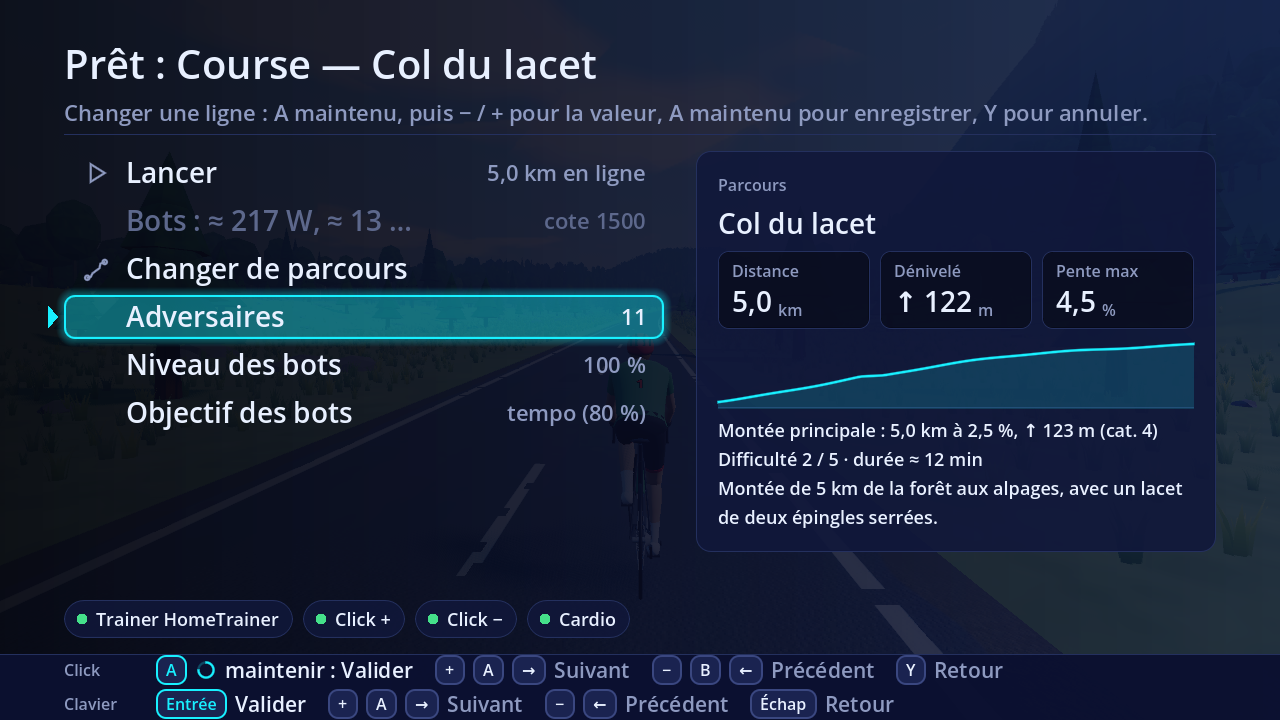 Prêt : Course — Col du lacet
Changer une ligne : A maintenu, puis − / + pour la valeur, A maintenu pour enregistrer, Y pour annuler.
Lancer 5,0 km en ligne
Bots : ≈ 217 W, ≈ 13 ... cote 1500
Changer de parcours
Adversaires 11
Niveau des bots 100 %
Objectif des bots tempo (80 %)
Parcours
Col du lacet
Distance Dénivelé Pente max
5,0 km ↑ 122 m 4,5 %
Montée principale : 5,0 km à 2,5 %, ↑ 123 m (cat. 4)
Difficulté 2 / 5 · durée ≈ 12 min
Montée de 5 km de la forêt aux alpages, avec un lacet
de deux épingles serrées.
Trainer HomeTrainer Click + Click − Cardio
Click A maintenir : Valider + A → Suivant − B ← Précédent Y Retour
Clavier Entrée Valider + A → Suivant − ← Précédent Échap Retour